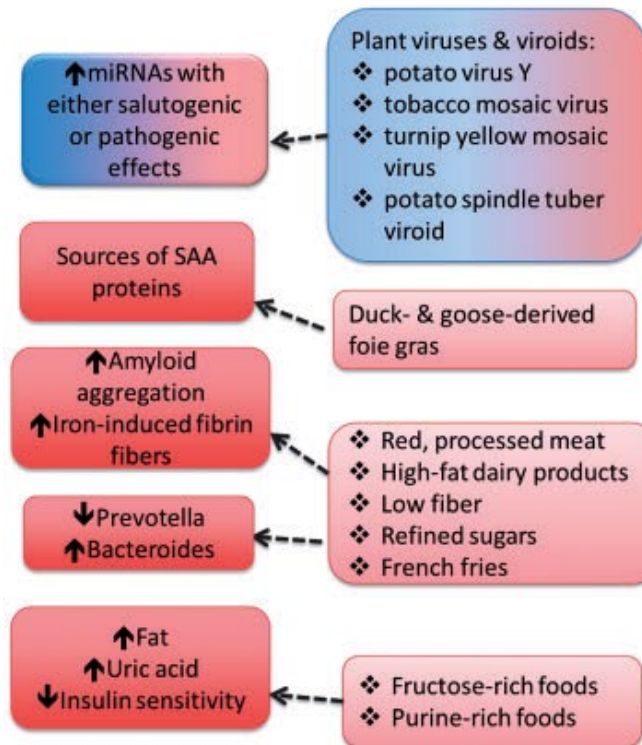 ↑miRNAs with
either salutogenic
or pathogenic
effects
Plant viruses & viroids:
❖ potato virus Y
❖ tobacco mosaic virus
❖ turnip yellow mosaic
virus
❖ potato spindle tuber
viroid
Sources of SAA
proteins
Duck- & goose-derived
foie gras
↑Amyloid
aggregation
↑Iron-induced fibrin
fibers
↓Prevotella
↑Bacteroides
❖ Red, processed meat
❖ High-fat dairy products
❖ Low fiber
❖ Refined sugars
❖ French fries
↑Fat
↑Uric acid
↓Insulin sensitivity
❖ Fructose-rich foods
❖ Purine-rich foods